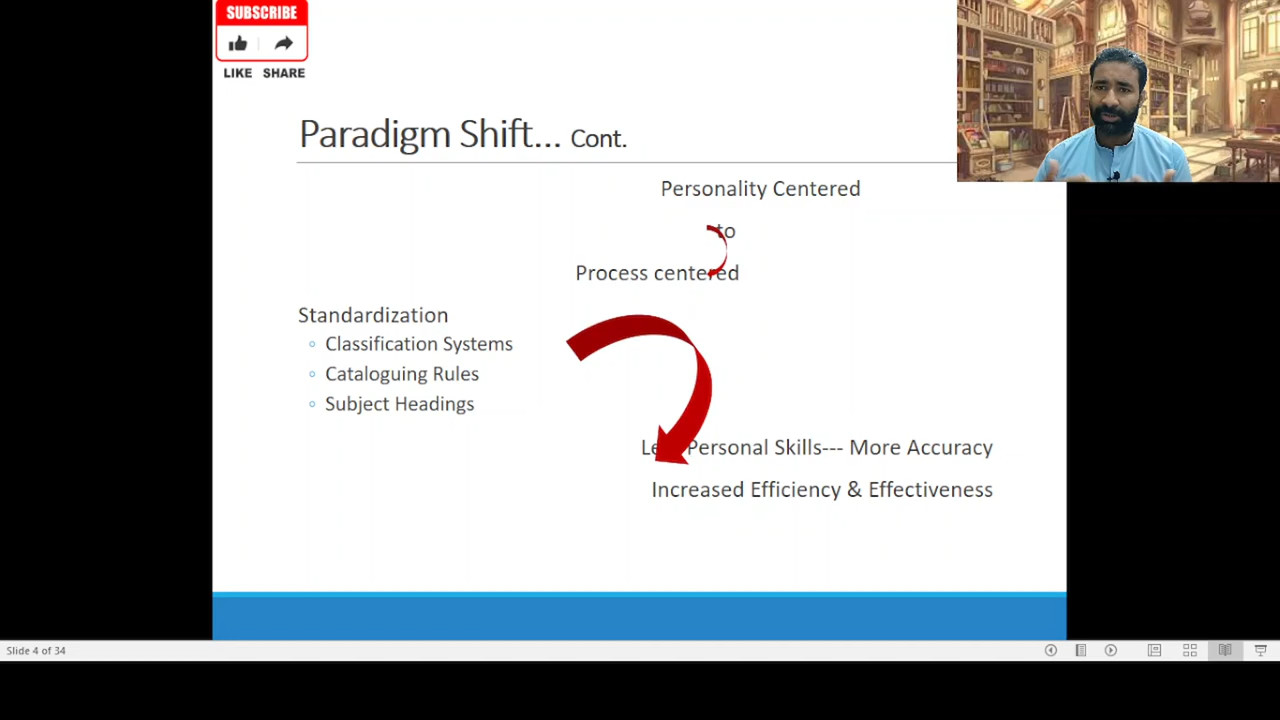 SUBSCRIBE
LIKE SHARE
Paradigm Shift... Cont.
Personality Centered
to
Process centered
Standardization
Classification Systems
Cataloguing Rules
Subject Headings
Personal Skills--- More Accuracy
Increased Efficiency & Effectiveness
Slide 4 of 34